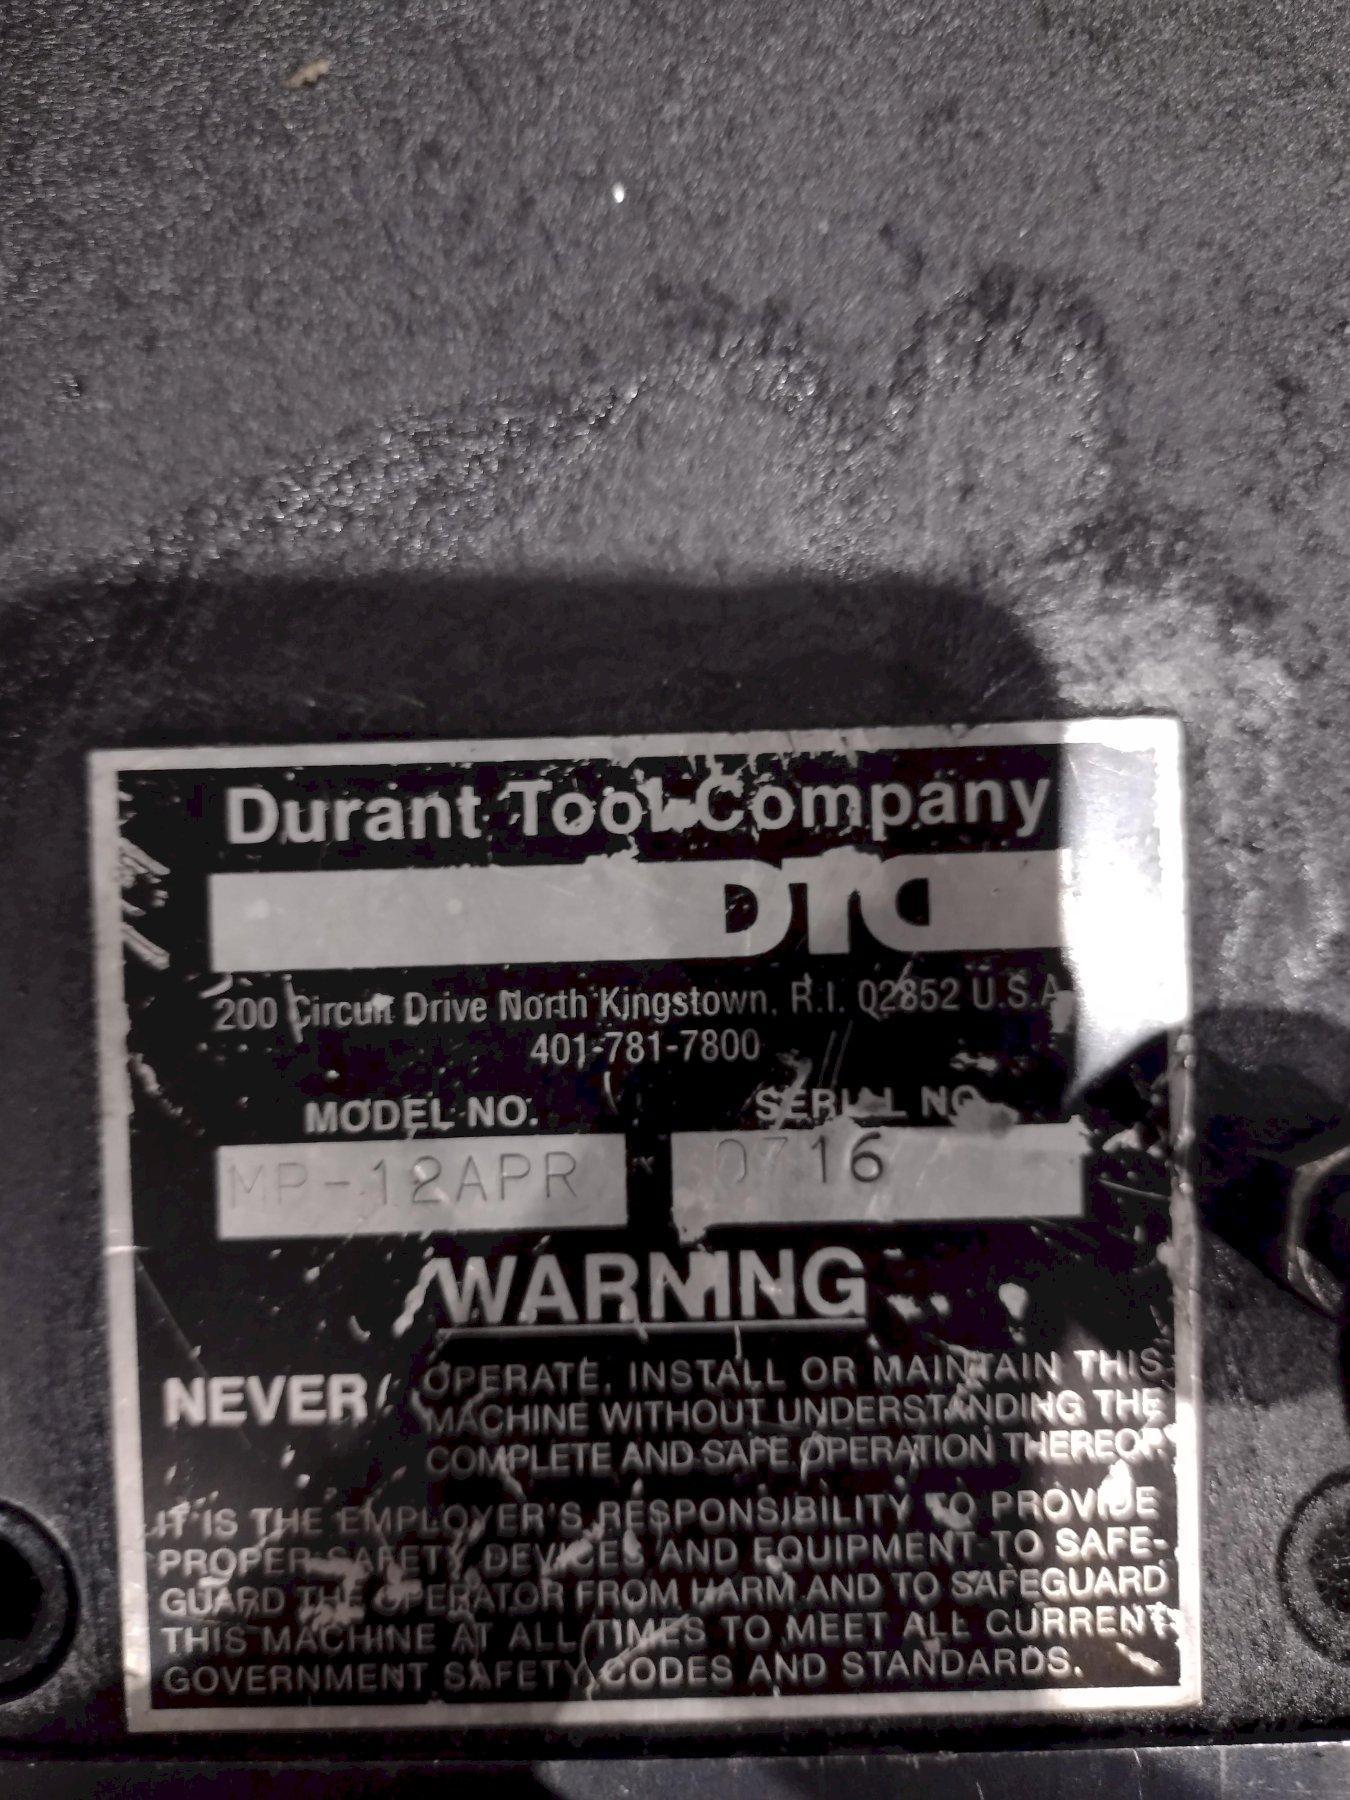 Durant Tool Company
DTC
200 Circuit Drive North Kingstown, R.I. 02852 U.S.A.
401-781-7800
MODEL NO. SERIAL NO.
MP-12APR 0716
WARNING
NEVER OPERATE, INSTALL OR MAINTAIN THIS
MACHINE WITHOUT UNDERSTANDING THE
COMPLETE AND SAFE OPERATION THEREOF.
IT IS THE EMPLOYER'S RESPONSIBILITY TO PROVIDE
PROPER SAFETY DEVICES AND EQUIPMENT TO SAFE-
GUARD THE OPERATOR FROM HARM AND TO SAFEGUARD
THIS MACHINE AT ALL TIMES TO MEET ALL CURRENT
GOVERNMENT SAFETY CODES AND STANDARDS.